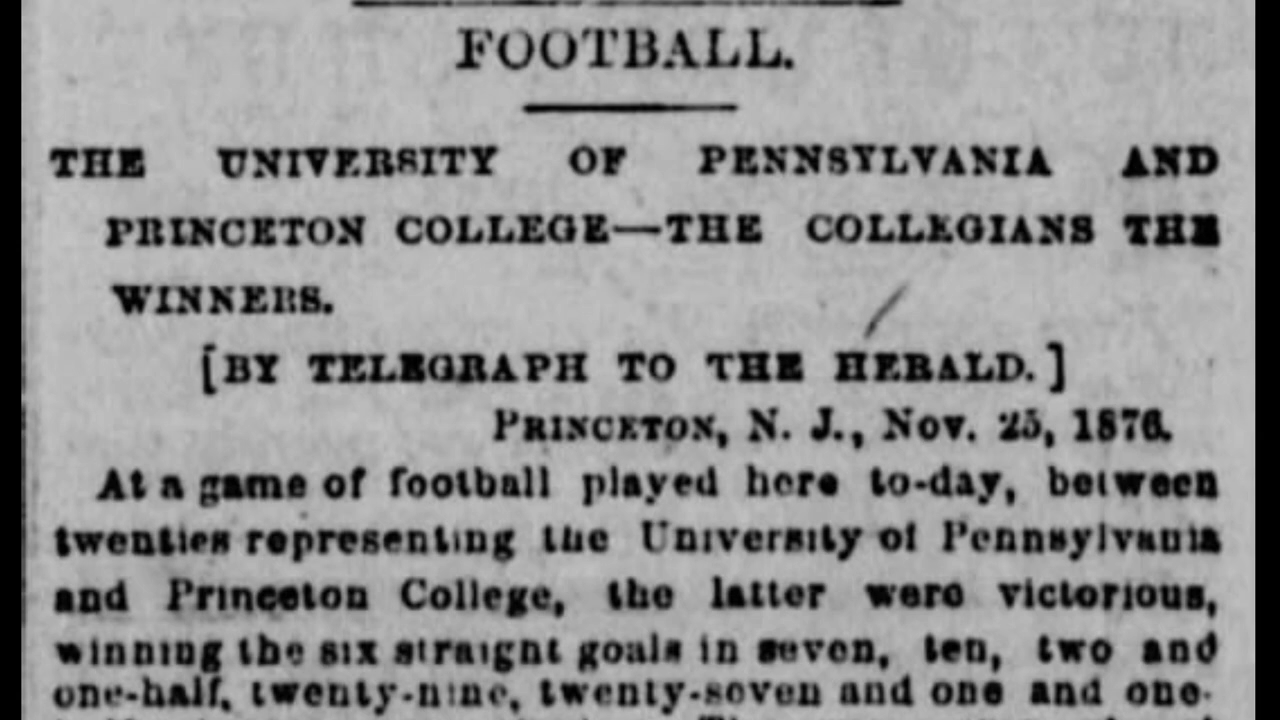 FOOTBALL.
THE UNIVERSITY OF PENNSYLVANIA AND
PRINCETON COLLEGE—THE COLLEGIANS THE
WINNERS.
[BY TELEGRAPH TO THE HERALD.]
PRINCETON, N. J., Nov. 25, 1876.
At a game of football played here to-day, between
twenties representing the University of Pennsylvania
and Princeton College, the latter were victorious,
winning the six straight goals in seven, ten, two and
one-half, twenty-nine, twenty-seven and one and one-